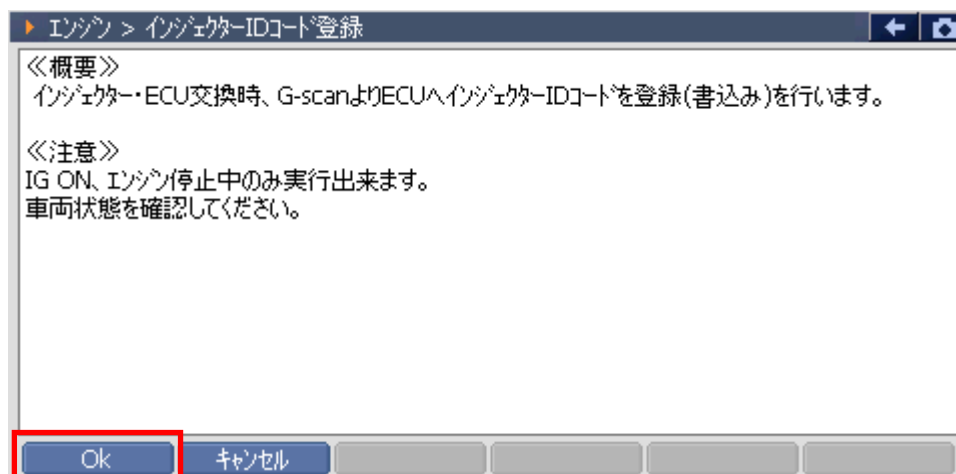 エンジン > インジェクターIDコード登録
≪概要≫
インジェクター・ECU交換時、G-scanよりECUへインジェクターIDコードを登録(書込み)を行います。
≪注意≫
IG ON、エンジン停止中のみ実行出来ます。
車両状態を確認してください。
Ok キャンセル